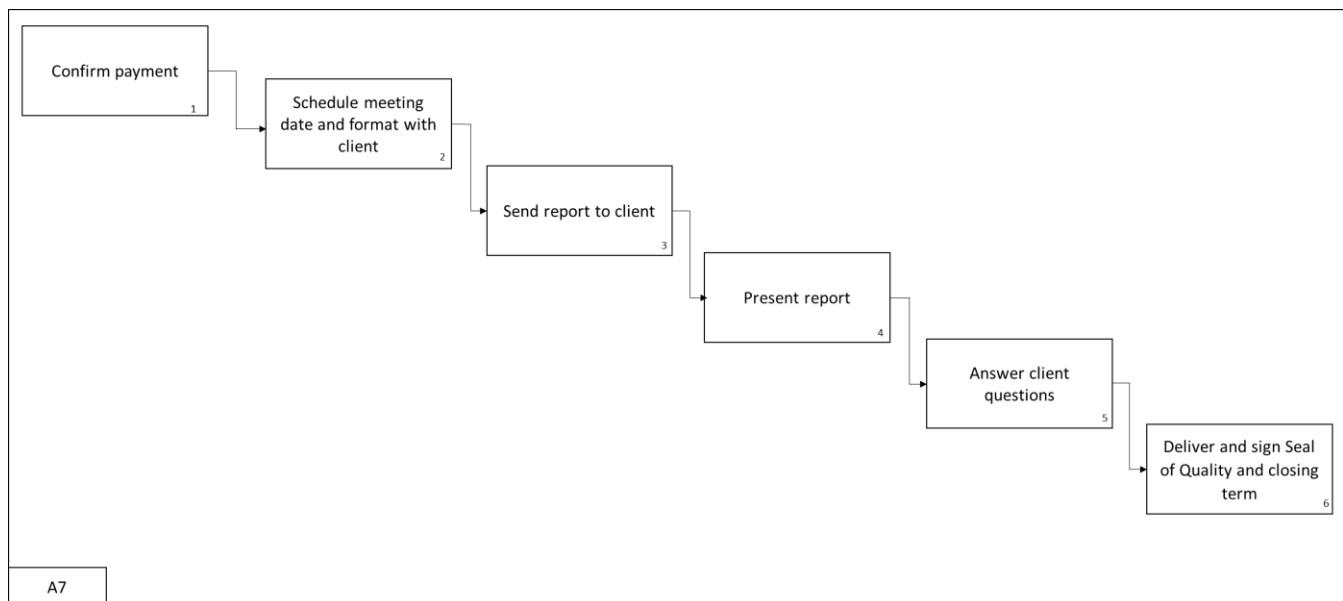 Confirm payment
1
Schedule meeting
date and format with
client
2
Send report to client
3
Present report
4
Answer client
questions
5
Deliver and sign Seal
of Quality and closing
term
6
A7